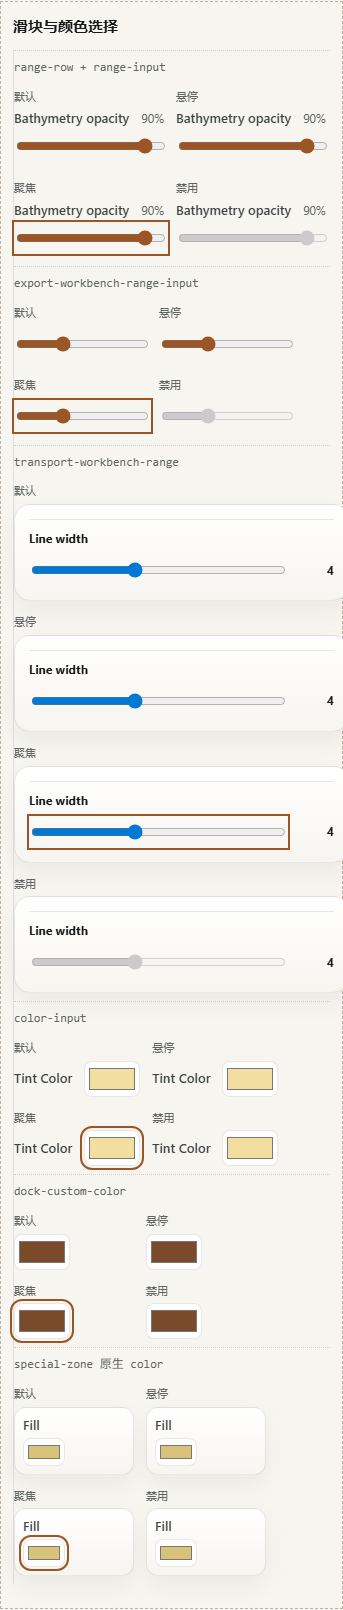 滑块与颜色选择
range-row + range-input
默认 悬停
Bathymetry opacity 90% Bathymetry opacity 90%
聚焦 禁用
Bathymetry opacity 90% Bathymetry opacity 90%
export-workbench-range-input
默认 悬停
聚焦 禁用
transport-workbench-range
默认
Line width
4
悬停
Line width
4
聚焦
Line width
4
禁用
Line width
4
color-input
默认 悬停
Tint Color Tint Color
聚焦 禁用
Tint Color Tint Color
dock-custom-color
默认 悬停
聚焦 禁用
special-zone 原生 color
默认 悬停
Fill Fill
聚焦 禁用
Fill Fill